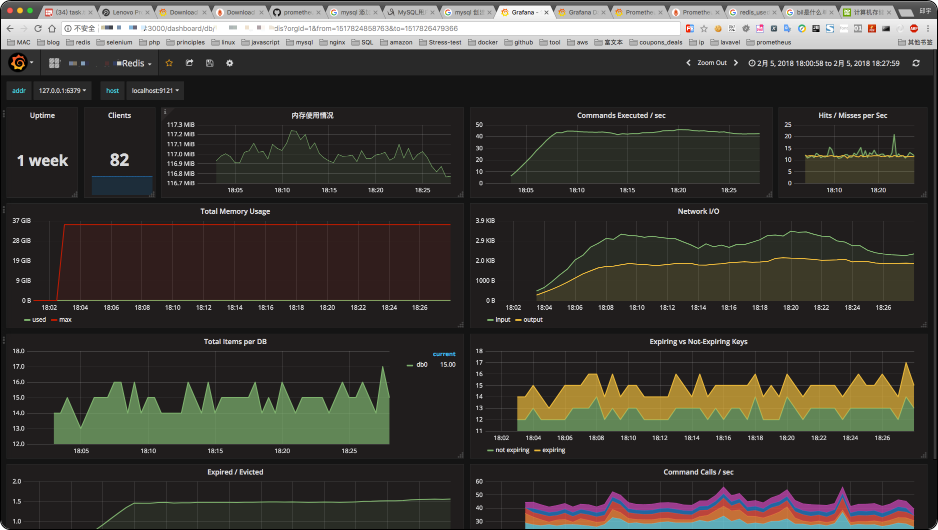 (34) task
Lenovo P
Download
Download
promethe
mysql
MySQL
mysql
Grafana -
Grafana D
Prometheu
Promethe
redis_use
bit是什么
计算机存
不安全
:3000/dashboard/db/
dis?orgId=1&from=1517824858763&to=1517826479366
MAC blog redis selenium php principles linux javascript mysql nginx SQL amazon Stress-test docker github tool aws 富文本 coupons_deals ip lavavel prometheus 其他书签
Redis
Zoom Out
2月 5, 2018 18:00:58 to 2月 5, 2018 18:27:59
addr 127.0.0.1:6379 host localhost:9121
Uptime
1 week
Clients
82
内存使用情况
117.3 MiB
117.2 MiB
117.1 MiB
117.0 MiB
116.9 MiB
116.8 MiB
116.7 MiB
18:05 18:10 18:15 18:20 18:25
Commands Executed / sec
50
40
30
20
10
0
18:05 18:10 18:15 18:20 18:25
Hits / Misses per Sec
25
20
15
10
5
0
18:10 18:20
Total Memory Usage
37 GiB
28 GiB
19 GiB
9 GiB
0 B
18:02 18:04 18:06 18:08 18:10 18:12 18:14 18:16 18:18 18:20 18:22 18:24 18:26
used max
Network I/O
3.9 KiB
2.9 KiB
2.0 KiB
1000 B
0 B
18:02 18:04 18:06 18:08 18:10 18:12 18:14 18:16 18:18 18:20 18:22 18:24 18:26
input output
Total Items per DB
18.0
17.0
16.0
15.0
14.0
13.0
12.0
18:05 18:10 18:15 18:20 18:25
current
db0 15.00
Expiring vs Not-Expiring Keys
18
17
16
15
14
13
12
11
18:02 18:04 18:06 18:08 18:10 18:12 18:14 18:16 18:18 18:20 18:22 18:24 18:26
not expiring expiring
Expired / Evicted
2.0
1.5
1.0
Command Calls / sec
60
50
40
30